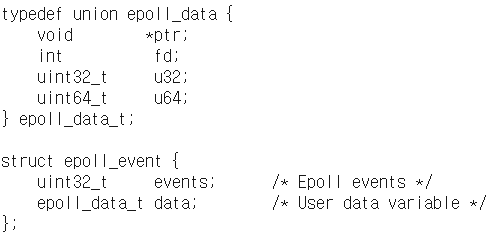 typedef union epoll_data {
    void        *ptr;
    int          fd;
    uint32_t     u32;
    uint64_t     u64;
} epoll_data_t;

struct epoll_event {
    uint32_t     events;      /* Epoll events */
    epoll_data_t data;        /* User data variable */
};